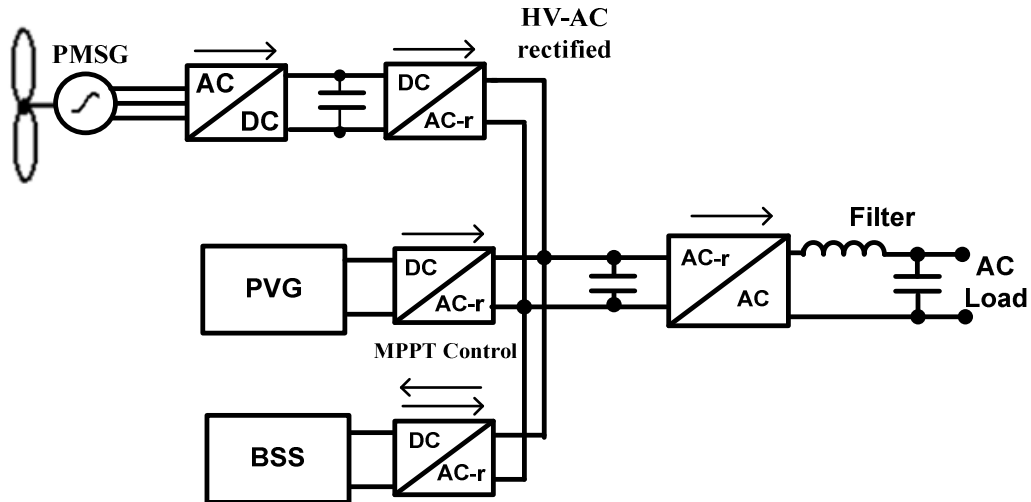 HV-AC
rectified
PMSG
AC
DC
DC
AC-r
PVG
DC
AC-r
MPPT Control
AC-r
AC
Filter
AC
Load
BSS
DC
AC-r